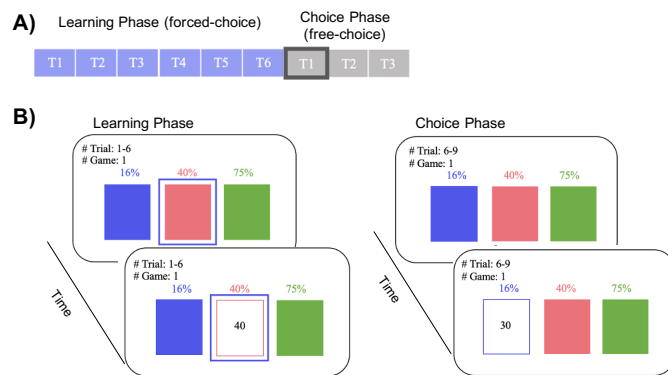 A)
Learning Phase (forced-choice)
Choice Phase
(free-choice)
T1 T2 T3 T4 T5 T6 T1 T2 T3
B)
Learning Phase
# Trial: 1-6
# Game: 1
16% 40% 75%
# Trial: 1-6
# Game: 1
16% 40% 75%
40
Time
Choice Phase
# Trial: 6-9
# Game: 1
16% 40% 75%
# Trial: 6-9
# Game: 1
16% 40% 75%
30
Time